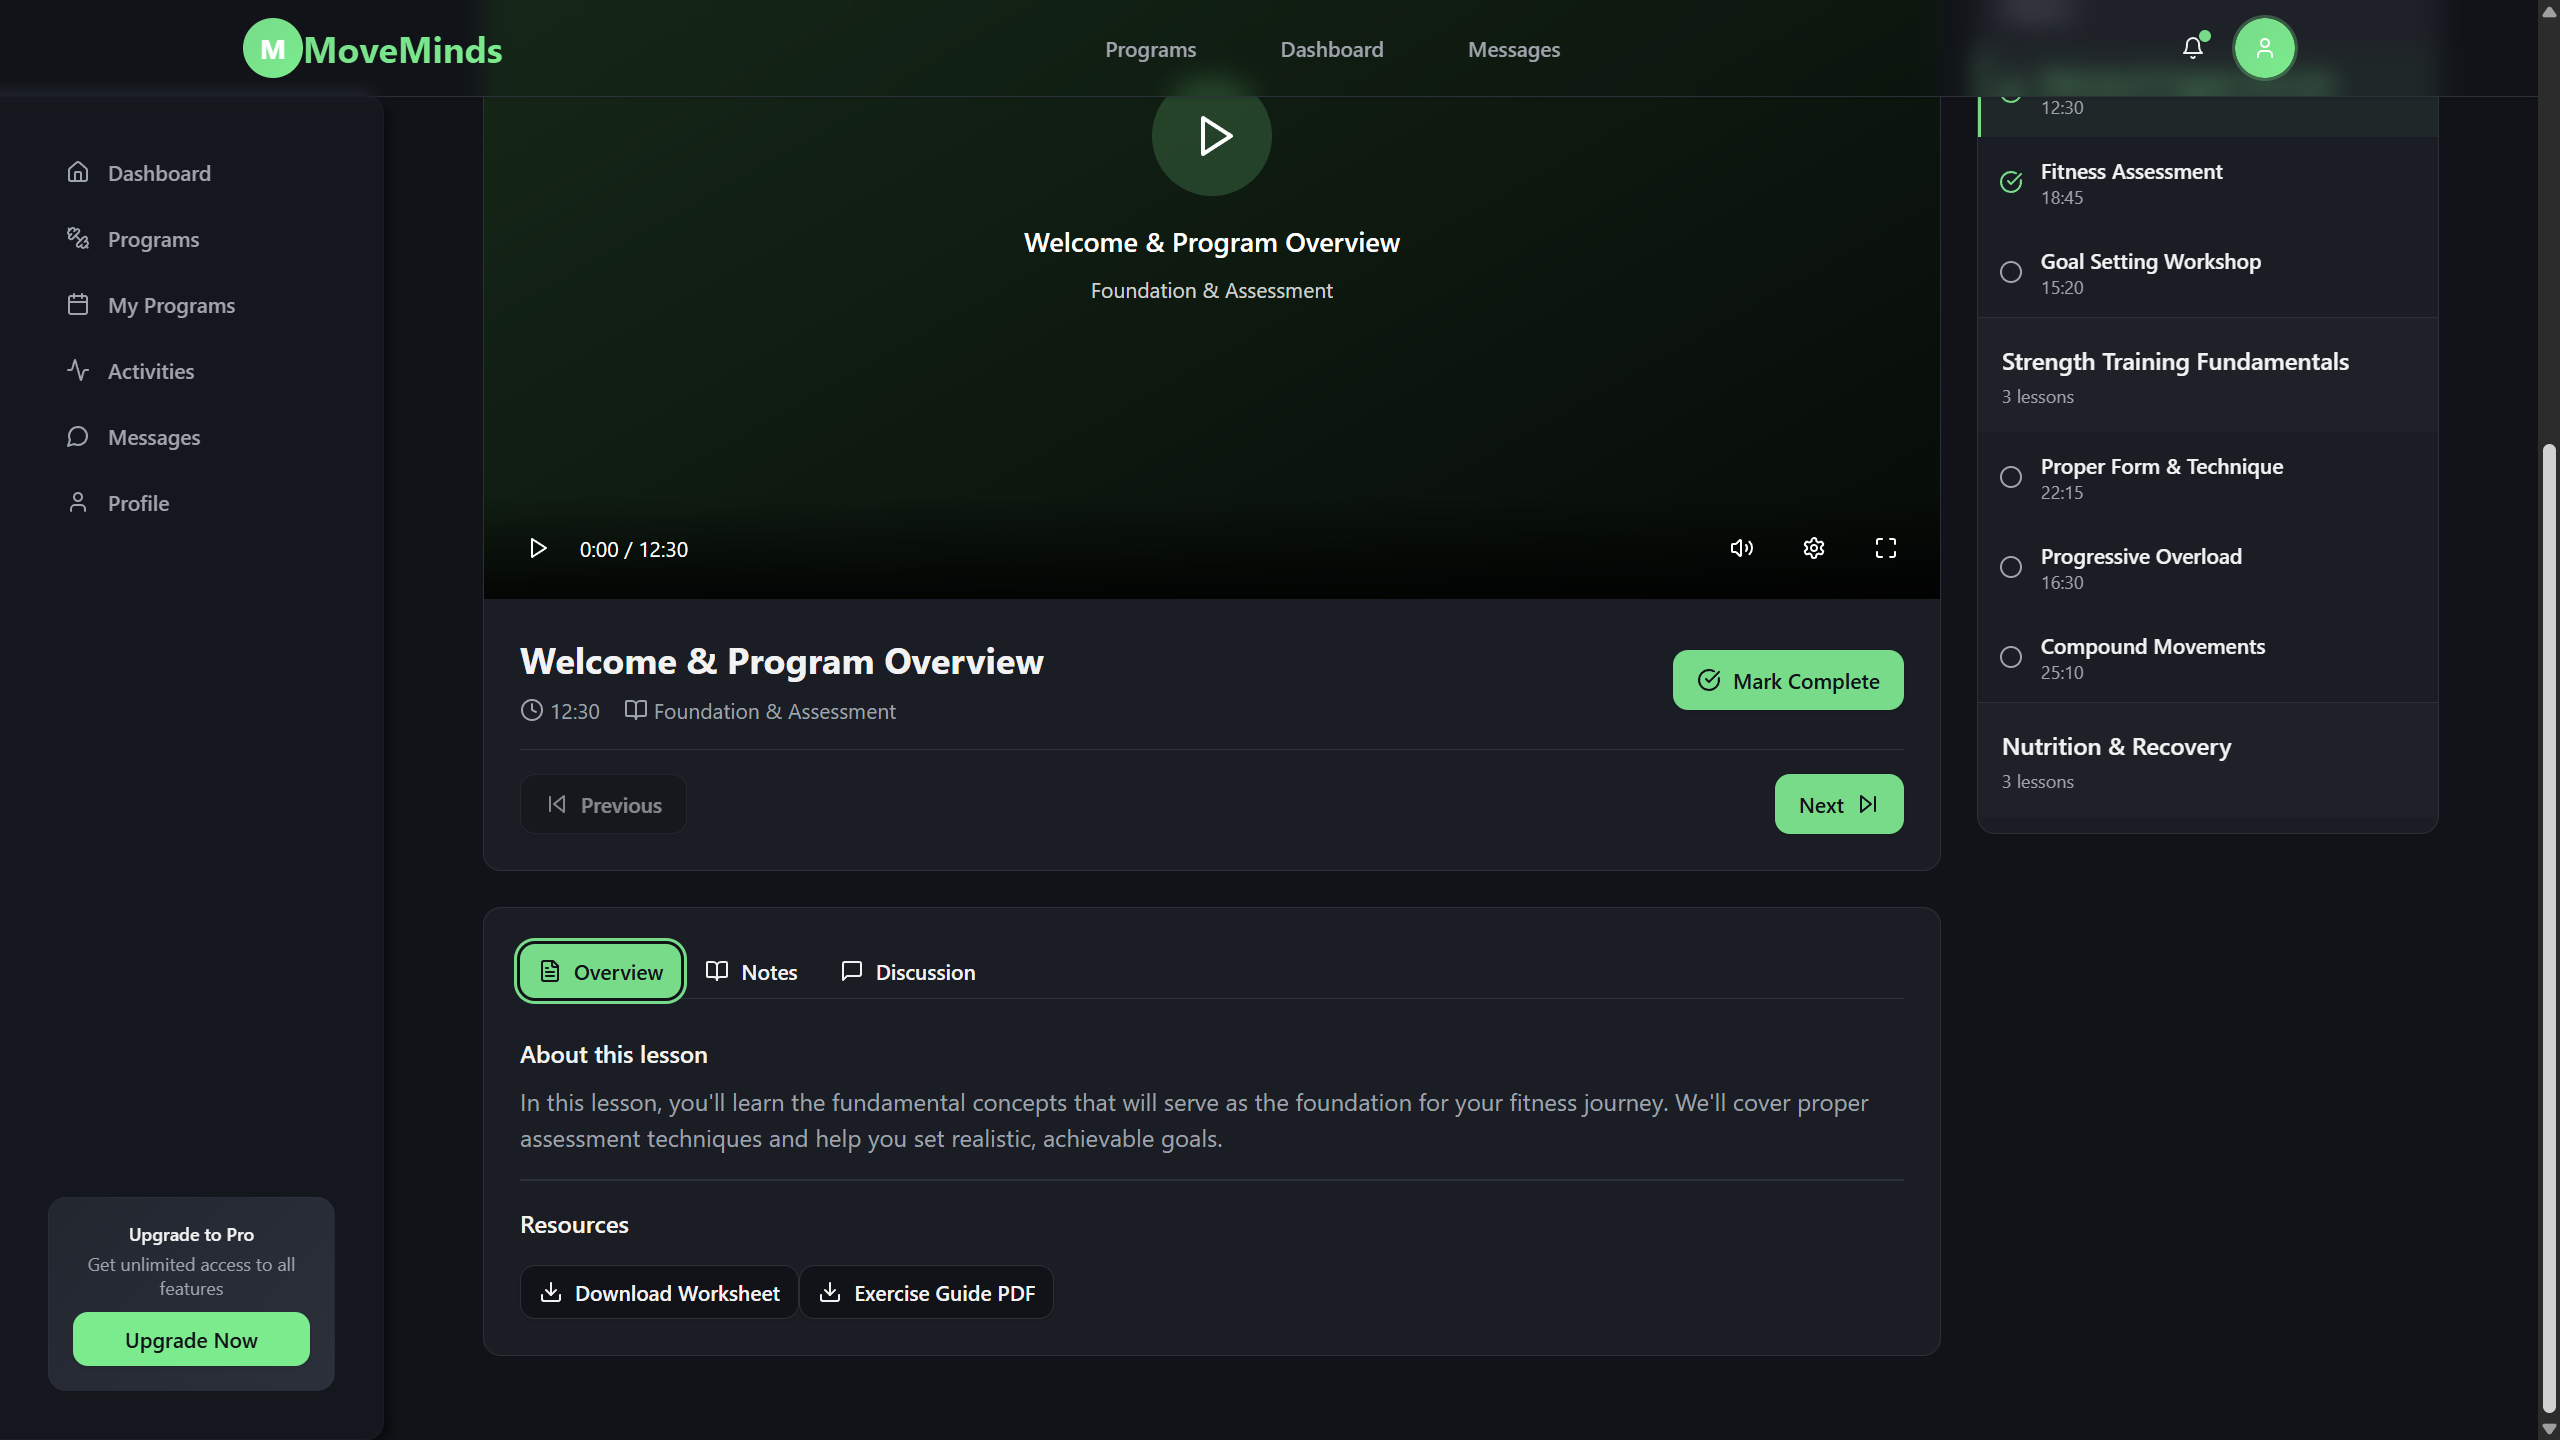 M MoveMinds
Programs
Dashboard
Messages
Dashboard
Programs
My Programs
Activities
Messages
Profile
Upgrade to Pro
Get unlimited access to all
features
Upgrade Now
Welcome & Program Overview
Foundation & Assessment
0:00 / 12:30
Welcome & Program Overview
12:30 Foundation & Assessment
Mark Complete
Previous
Next
Overview
Notes
Discussion
About this lesson
In this lesson, you'll learn the fundamental concepts that will serve as the foundation for your fitness journey. We'll cover proper
assessment techniques and help you set realistic, achievable goals.
Resources
Download Worksheet
Exercise Guide PDF
12:30
Fitness Assessment
18:45
Goal Setting Workshop
15:20
Strength Training Fundamentals
3 lessons
Proper Form & Technique
22:15
Progressive Overload
16:30
Compound Movements
25:10
Nutrition & Recovery
3 lessons